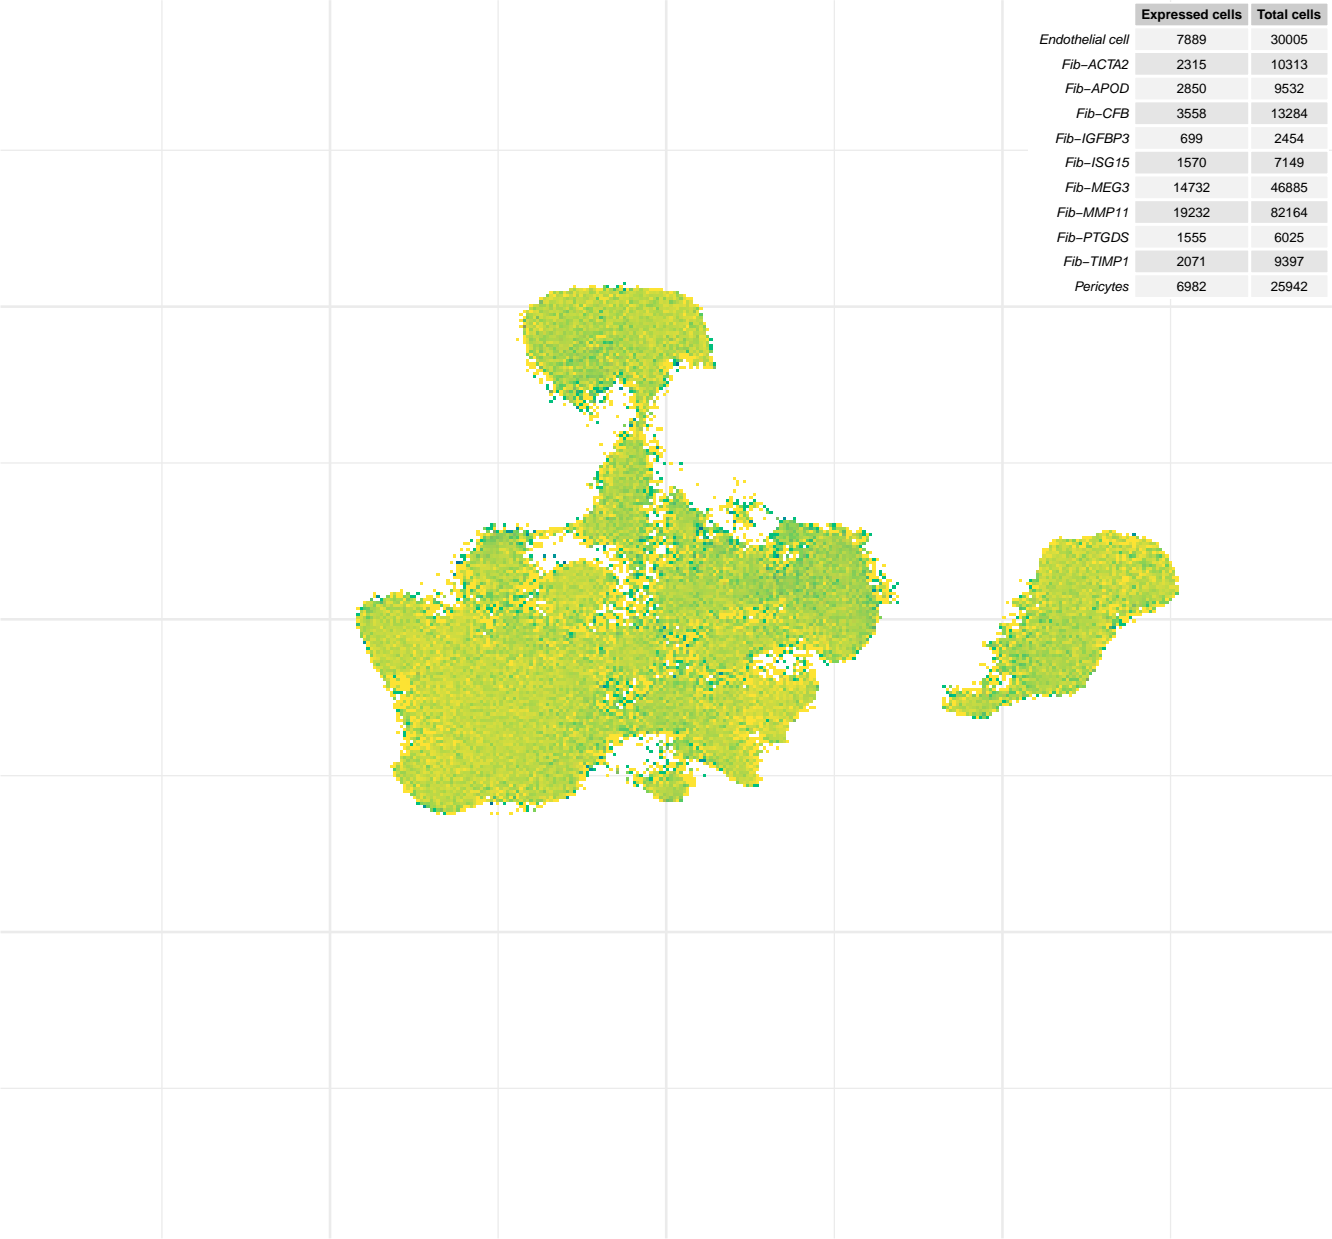 Expressed cells Total cells
Endothelial cell 7889 30005
Fib−ACTA2 2315 10313
Fib−APOD 2850 9532
Fib−CFB 3558 13284
Fib−IGFBP3 699 2454
Fib−ISG15 1570 7149
Fib−MEG3 14732 46885
Fib−MMP11 19232 82164
Fib−PTGDS 1555 6025
Fib−TIMP1 2071 9397
Pericytes 6982 25942